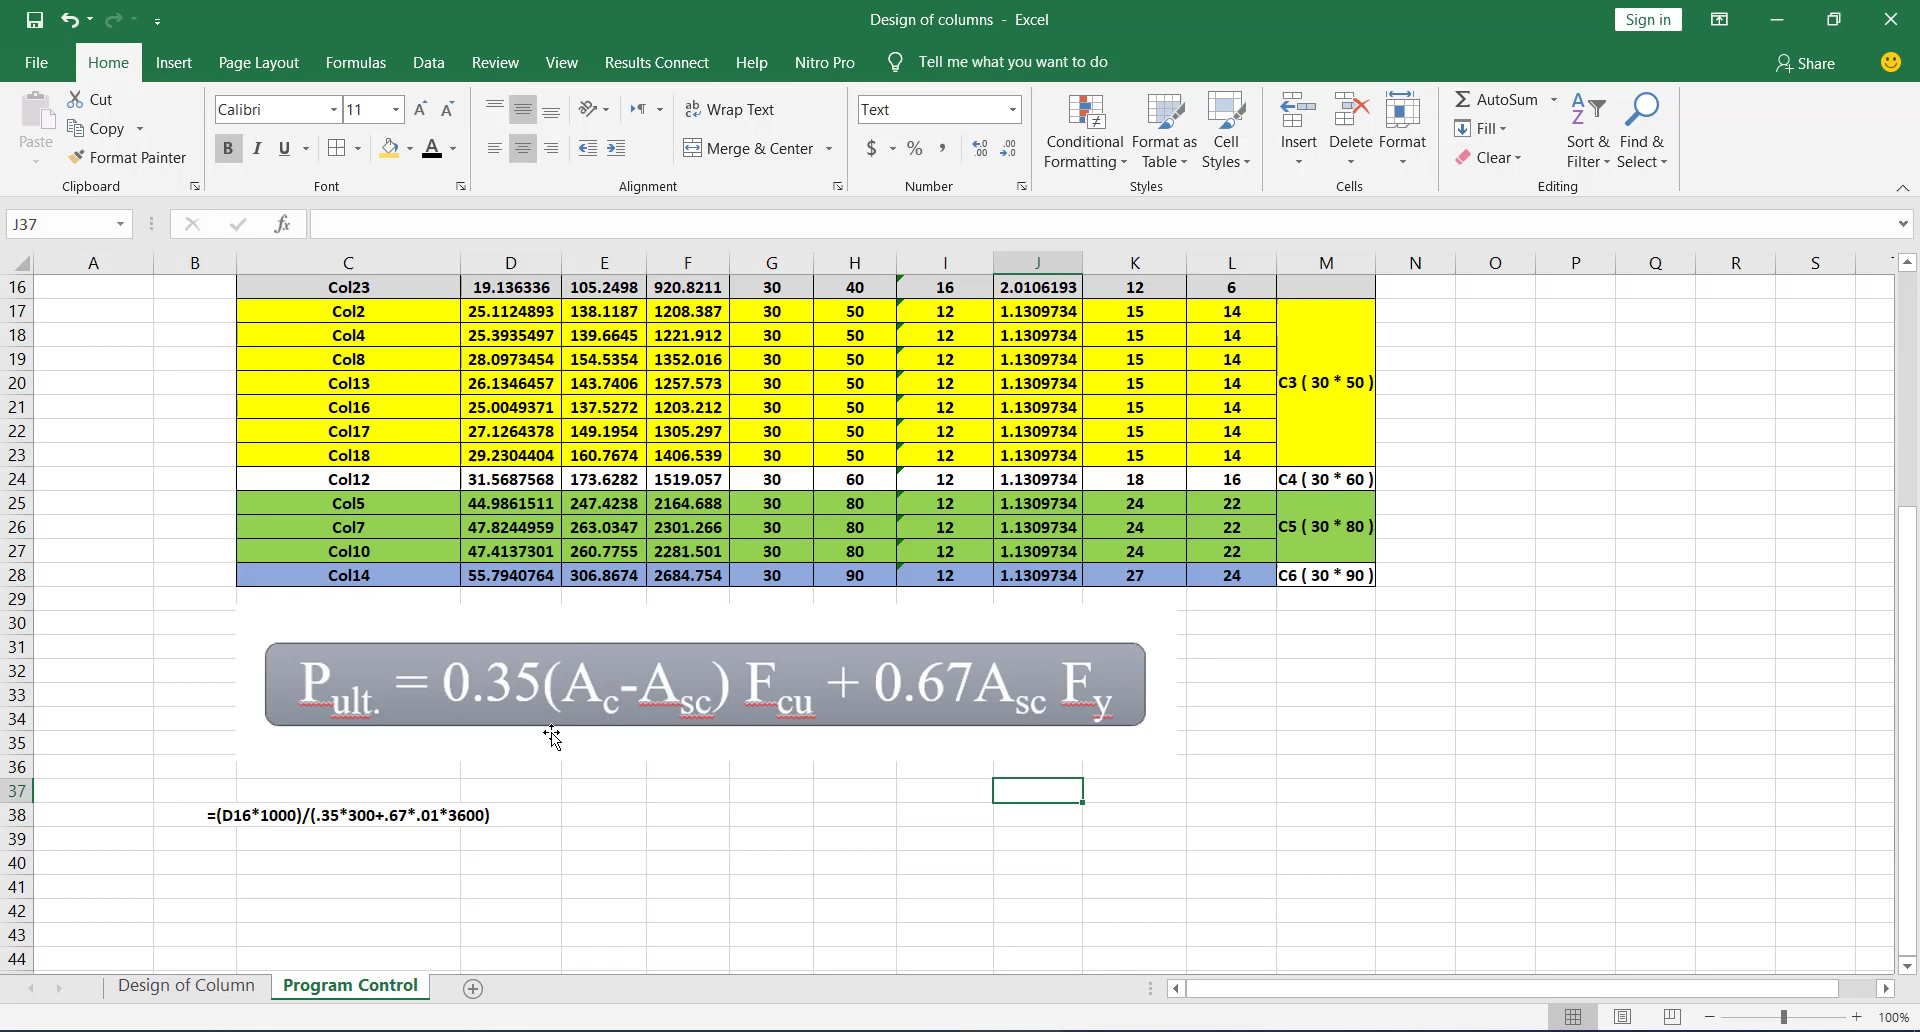 Design of columns - Excel
Sign in
File Home Insert Page Layout Formulas Data Review View Results Connect Help Nitro Pro Tell me what you want to do Share
Paste Cut Copy Format Painter
Calibri 11
B I U A
Wrap Text
Merge & Center
Text
$ % ,
Conditional Formatting Format as Table Cell Styles
Insert Delete Format
AutoSum Fill Clear
Sort & Filter Find & Select
Clipboard Font Alignment Number Styles Cells Editing
J37 fx
A B C D E F G H I J K L M N O P Q R S
16 Col23 19.136336 105.2498 920.8211 30 40 16 2.0106193 12 6
17 Col2 25.1124893 138.1187 1208.387 30 50 12 1.1309734 15 14
18 Col4 25.3935497 139.6645 1221.912 30 50 12 1.1309734 15 14
19 Col8 28.0973454 154.5354 1352.016 30 50 12 1.1309734 15 14
20 Col13 26.1346457 143.7406 1257.573 30 50 12 1.1309734 15 14 C3 ( 30 * 50 )
21 Col16 25.0049371 137.5272 1203.212 30 50 12 1.1309734 15 14
22 Col17 27.1264378 149.1954 1305.297 30 50 12 1.1309734 15 14
23 Col18 29.2304404 160.7674 1406.539 30 50 12 1.1309734 15 14
24 Col12 31.5687568 173.6282 1519.057 30 60 12 1.1309734 18 16 C4 ( 30 * 60 )
25 Col5 44.9861511 247.4238 2164.688 30 80 12 1.1309734 24 22
26 Col7 47.8244959 263.0347 2301.266 30 80 12 1.1309734 24 22 C5 ( 30 * 80 )
27 Col10 47.4137301 260.7755 2281.501 30 80 12 1.1309734 24 22
28 Col14 55.7940764 306.8674 2684.754 30 90 12 1.1309734 27 24 C6 ( 30 * 90 )
29
30
31
32
Pult. = 0.35(Ac-Asc) Fcu + 0.67Asc Fy
33
34
35
36
37
38 =(D16*1000)/(.35*300+.67*.01*3600)
39
40
41
42
43
44
Design of Column Program Control
100%